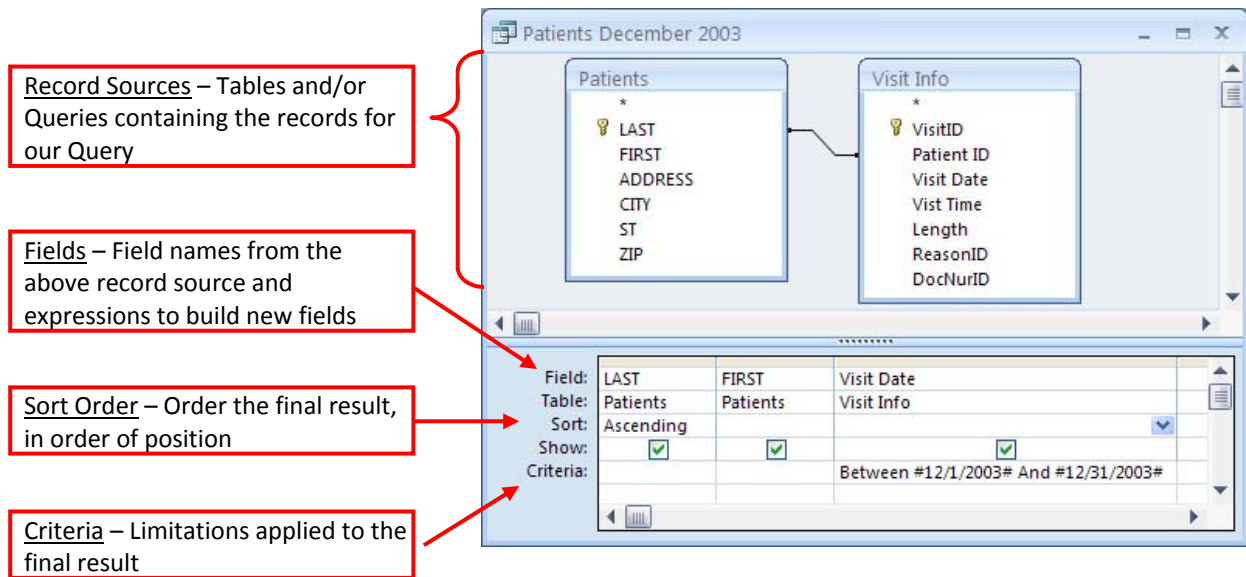 Record Sources – Tables and/or
Queries containing the records for
our Query
Fields – Field names from the
above record source and
expressions to build new fields
Sort Order – Order the final result,
in order of position
Criteria – Limitations applied to the
final result
Patients December 2003
Patients
*
LAST
FIRST
ADDRESS
CITY
ST
ZIP
Visit Info
*
VisitID
Patient ID
Visit Date
Vist Time
Length
ReasonID
DocNurID
Field: LAST FIRST Visit Date
Table: Patients Patients Visit Info
Sort: Ascending
Show:
Criteria: Between #12/1/2003# And #12/31/2003#